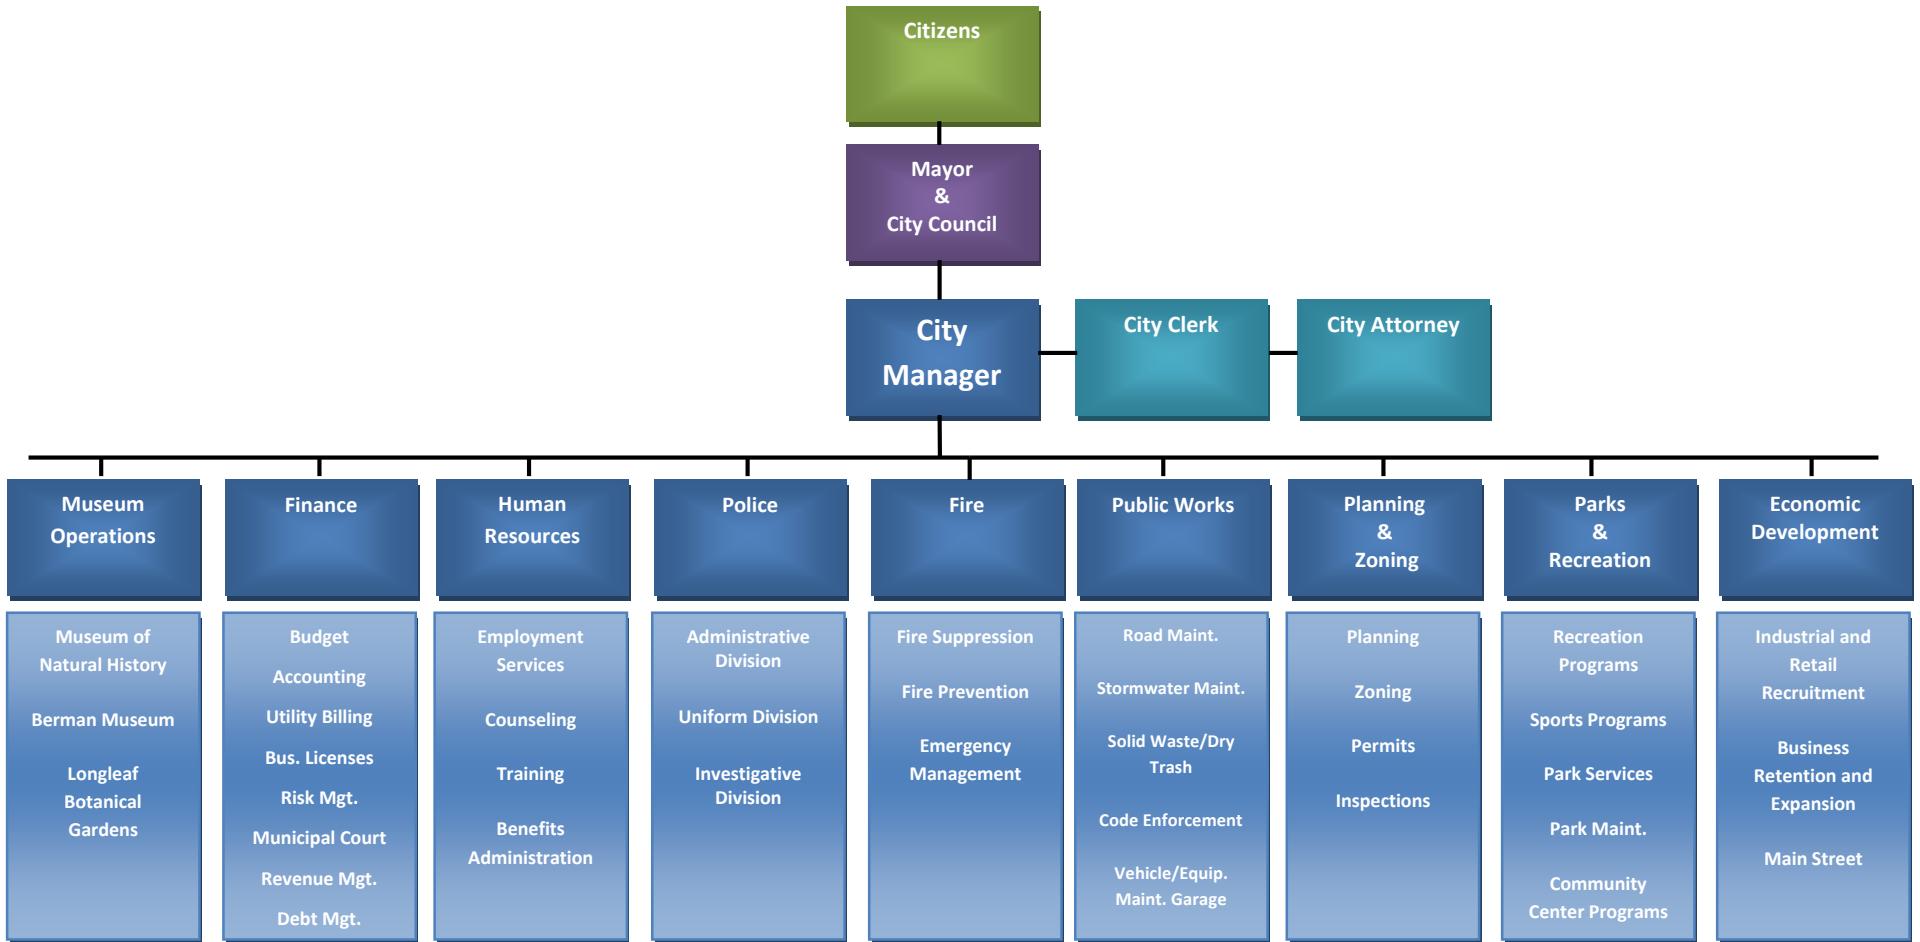 Citizens
Mayor
&
City Council
City
Manager
City Clerk
City Attorney
Museum
Operations
Finance
Human
Resources
Police
Fire
Public Works
Planning
&
Zoning
Parks
&
Recreation
Economic
Development
Museum of
Natural History
Berman Museum
Longleaf
Botanical
Gardens
Budget
Accounting
Utility Billing
Bus. Licenses
Risk Mgt.
Municipal Court
Revenue Mgt.
Debt Mgt.
Employment
Services
Counseling
Training
Benefits
Administration
Administrative
Division
Uniform Division
Investigative
Division
Fire Suppression
Fire Prevention
Emergency
Management
Road Maint.
Stormwater Maint.
Solid Waste/Dry
Trash
Code Enforcement
Vehicle/Equip.
Maint. Garage
Planning
Zoning
Permits
Inspections
Recreation
Programs
Sports Programs
Park Services
Park Maint.
Community
Center Programs
Industrial and
Retail
Recruitment
Business
Retention and
Expansion
Main Street